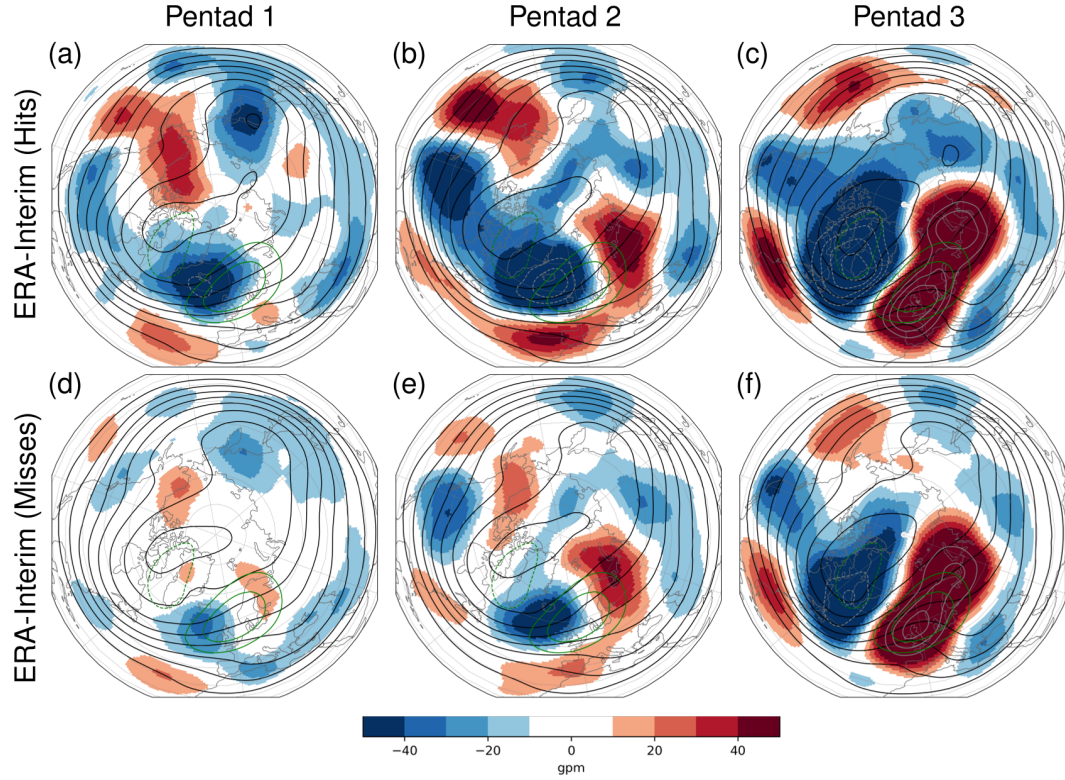 Pentad 1 Pentad 2 Pentad 3
ERA-Interim (Hits)
(a) (b) (c)
ERA-Interim (Misses)
(d) (e) (f)
−40 −20 0 20 40
gpm